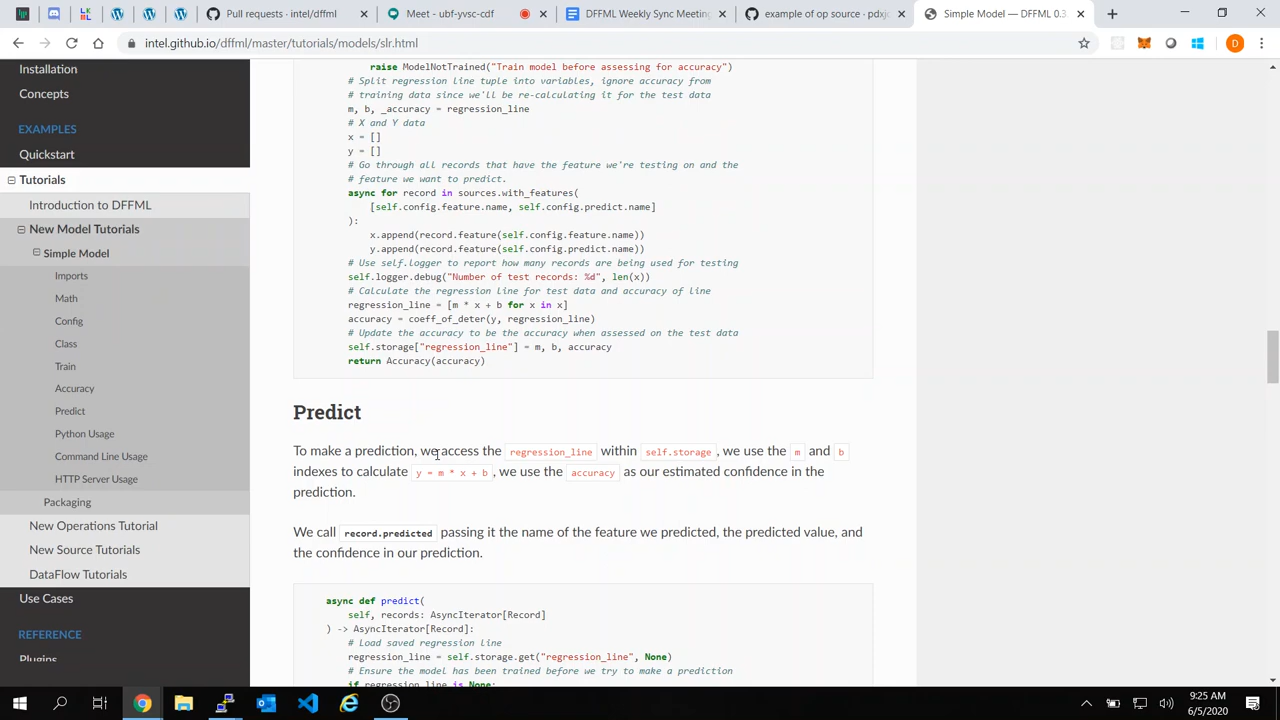 Pull requests · intel/dffml
Meet - ubf-yvsc-cdf
DFFML Weekly Sync Meeting
example of op source · pdxjo
Simple Model — DFFML 0.3
intel.github.io/dffml/master/tutorials/models/slr.html
D
Installation
Concepts
EXAMPLES
Quickstart
Tutorials
Introduction to DFFML
New Model Tutorials
Simple Model
Imports
Math
Config
Class
Train
Accuracy
Predict
Python Usage
Command Line Usage
HTTP Server Usage
Packaging
New Operations Tutorial
New Source Tutorials
DataFlow Tutorials
Use Cases
REFERENCE
Plugins
raise ModelNotTrained("Train model before assessing for accuracy")
# Split regression line tuple into variables, ignore accuracy from
# training data since we'll be re-calculating it for the test data
m, b, _accuracy = regression_line
# X and Y data
x = []
y = []
# Go through all records that have the feature we're testing on and the
# feature we want to predict.
async for record in sources.with_features(
[self.config.feature.name, self.config.predict.name]
):
x.append(record.feature(self.config.feature.name))
y.append(record.feature(self.config.predict.name))
# Use self.logger to report how many records are being used for testing
self.logger.debug("Number of test records: %d", len(x))
# Calculate the regression line for test data and accuracy of line
regression_line = [m * x + b for x in x]
accuracy = coeff_of_deter(y, regression_line)
# Update the accuracy to be the accuracy when assessed on the test data
self.storage["regression_line"] = m, b, accuracy
return Accuracy(accuracy)
Predict
To make a prediction, we access the regression_line within self.storage, we use the m and b
indexes to calculate y = m * x + b, we use the accuracy as our estimated confidence in the
prediction.
We call record.predicted passing it the name of the feature we predicted, the predicted value, and
the confidence in our prediction.
async def predict(
self, records: AsyncIterator[Record]
) -> AsyncIterator[Record]:
# Load saved regression line
regression_line = self.storage.get("regression_line", None)
# Ensure the model has been trained before we try to make a prediction
if regression_line is None:
9:25 AM
6/5/2020